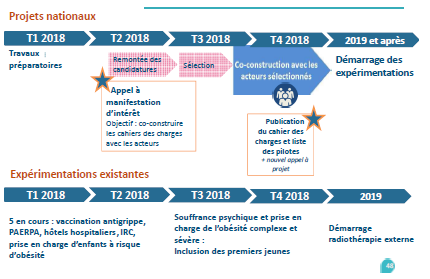 Projets nationaux
T1 2018
T2 2018
T3 2018
T4 2018
2019 et après
Travaux :
préparatoires
Remontée des
candidatures
Sélection
Co-construction avec les
acteurs sélectionnés
Démarrage des
expérimentations
Appel à
manifestation
d'intérêt
Objectif : co-construire
les cahiers des charges
avec les acteurs
Publication
du cahier des
charges et liste
des pilotes
+ nouvel appel à
projet
Expérimentations existantes
T1 2018
T2 2018
T3 2018
T4 2018
2019
5 en cours : vaccination antigrippe,
PAERPA, hôtels hospitaliers, IRC,
prise en charge d'enfants à risque
d'obésité
Souffrance psychique et prise en
charge de l'obésité complexe et
sévère :
Inclusion des premiers jeunes
Démarrage
radiothérapie externe